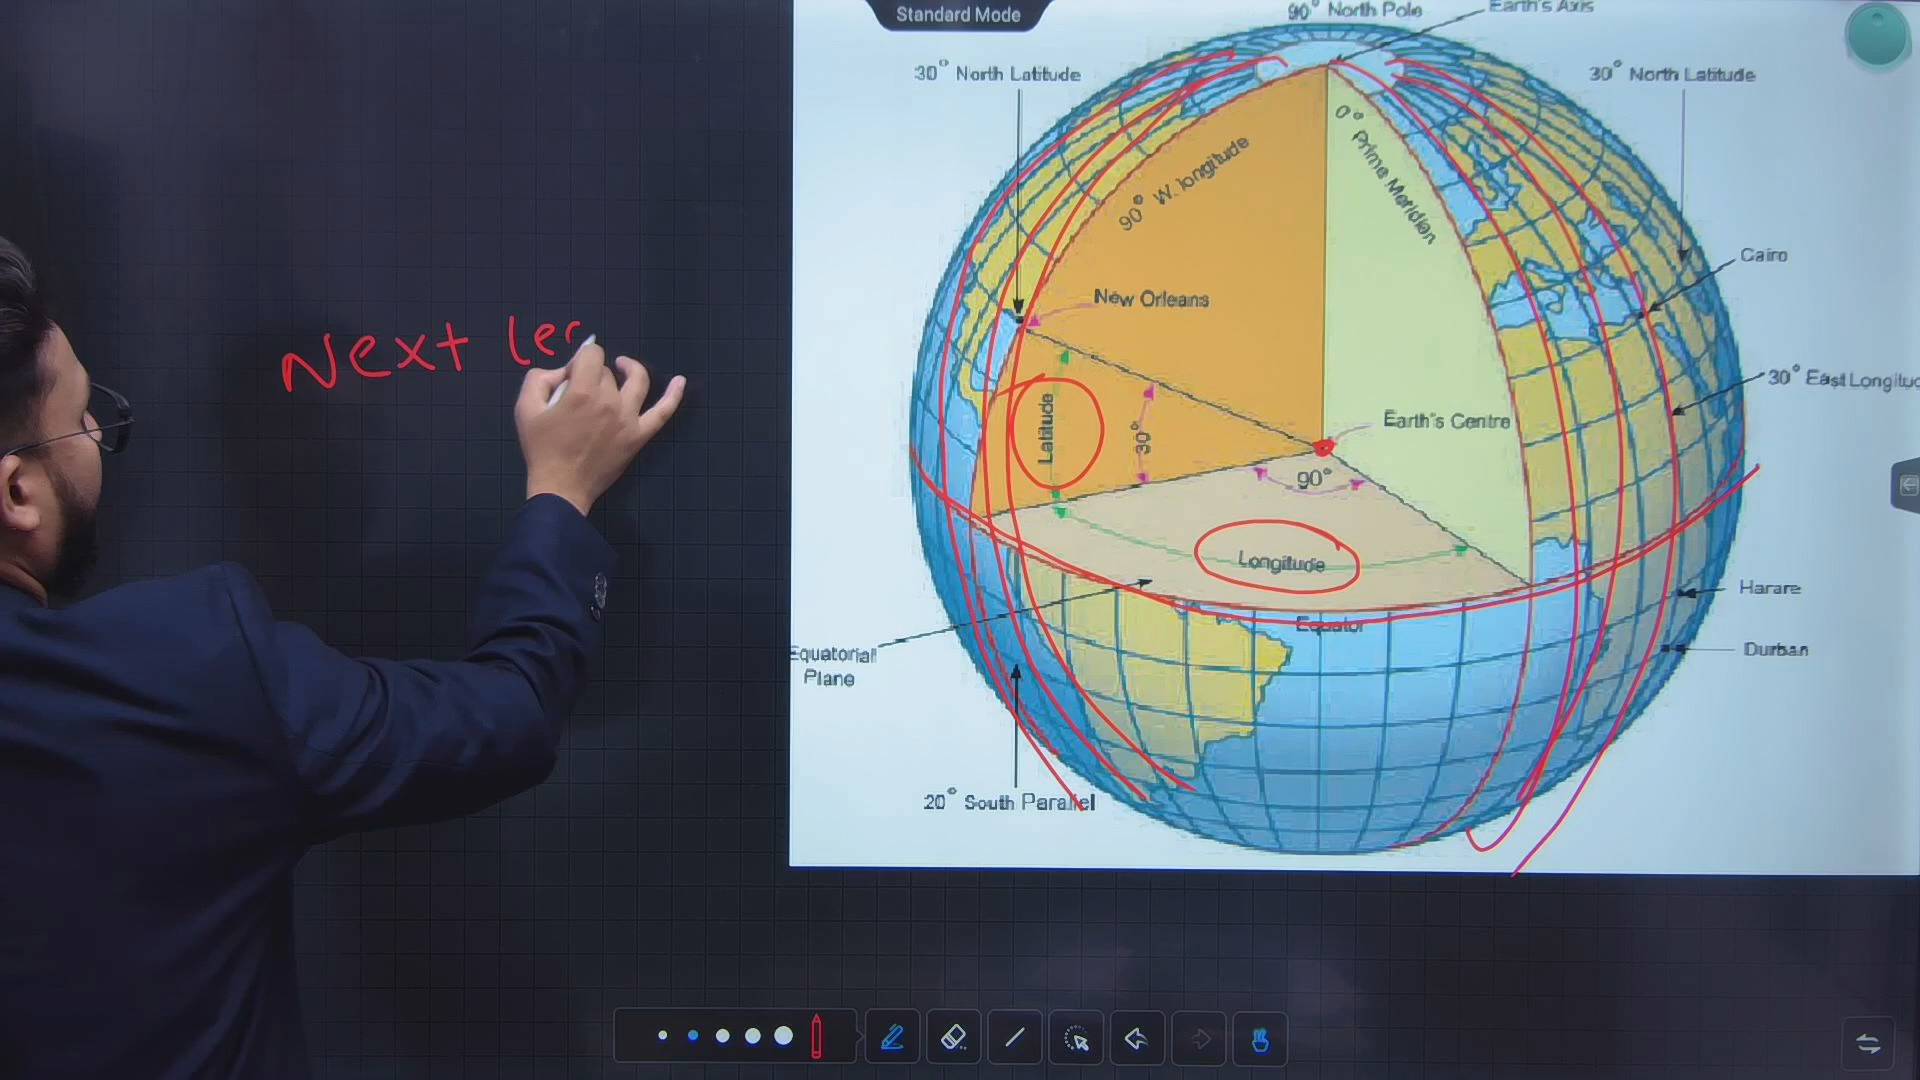 Standard Mode
90° North Pole
Earth's Axis
30° North Latitude
30° North Latitude
0° Prime Meridian
90° W. longitude
Cairo
New Orleans
Next lec
30° East Longitud
Latitude
30°
Earth's Centre
90°
Longitude
Harare
Equator
Equatorial
Plane
Durban
20° South Parallel